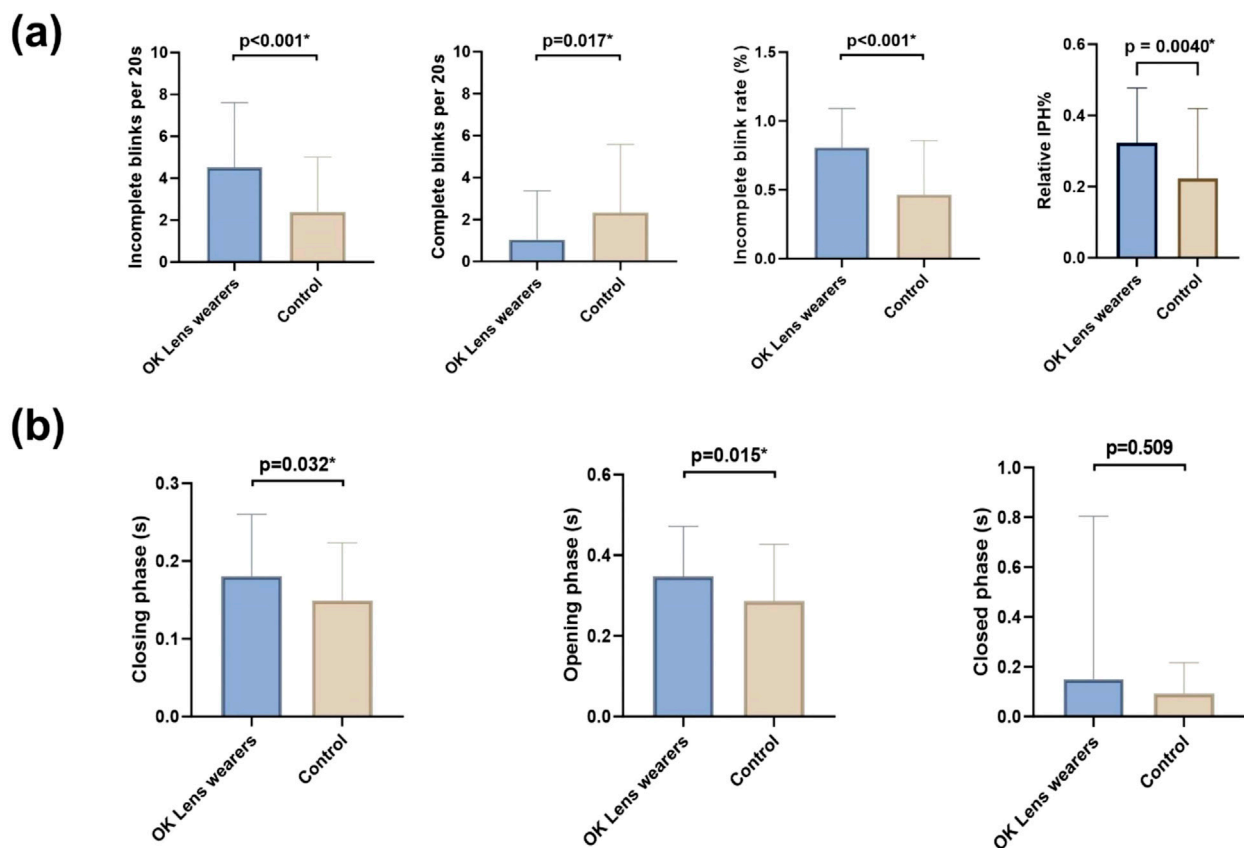 (a)
p<0.001*
Incomplete blinks per 20s
10
8
6
4
2
0
OK Lens wearers
Control
p=0.017*
Complete blinks per 20s
10
8
6
4
2
0
OK Lens wearers
Control
p<0.001*
Incomplete blink rate (%)
1.5
1.0
0.5
0.0
OK Lens wearers
Control
p = 0.0040*
Relative IPH%
0.6
0.4
0.2
0.0
OK Lens wearers
Control
(b)
p=0.032*
Closing phase (s)
0.3
0.2
0.1
0.0
OK Lens wearers
Control
p=0.015*
Opening phase (s)
0.6
0.4
0.2
0.0
OK Lens wearers
Control
p=0.509
Closed phase (s)
1.0
0.8
0.6
0.4
0.2
0.0
OK Lens wearers
Control